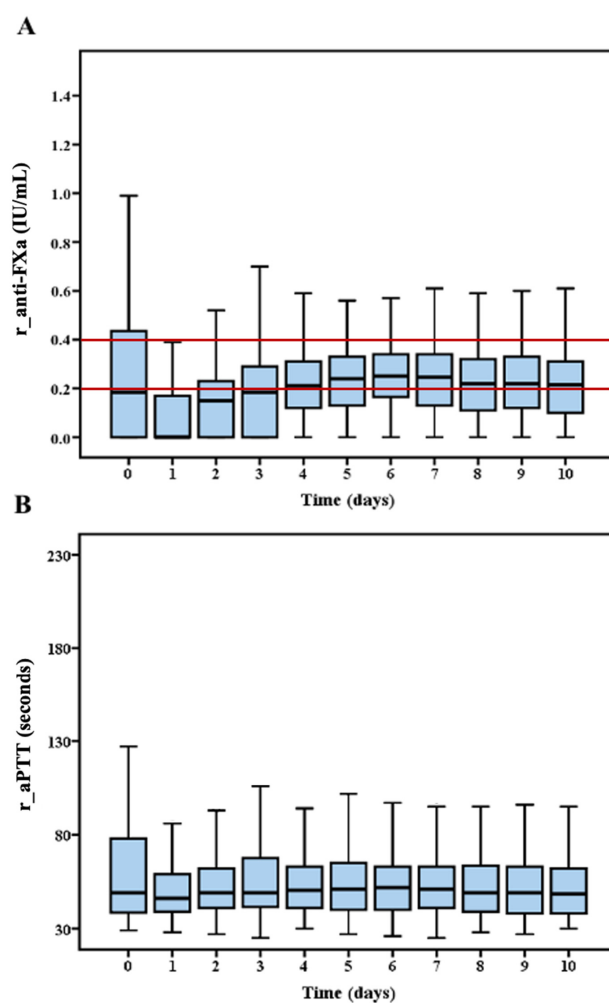 A
r_anti-FXa (IU/mL)
1.4
1.2
1.0
0.8
0.6
0.4
0.2
0.0
0 1 2 3 4 5 6 7 8 9 10
Time (days)
B
r_aPTT (seconds)
230
180
130
80
30
0 1 2 3 4 5 6 7 8 9 10
Time (days)